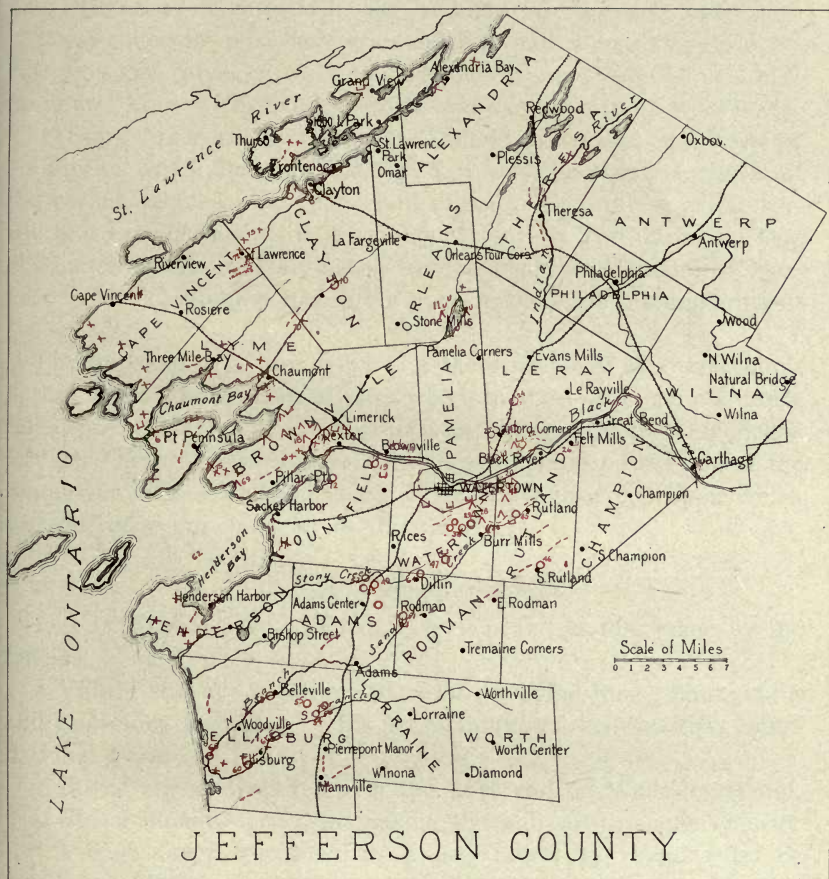 Grand View
Alexandria Bay
ALEXANDRIA
St. Lawrence River
Thurso
Park
St Lawrence
Park
Omar
Frontenac
Clayton
Redwood
Plessis
THERESA
River
Oxbow
Theresa
Indian
ANTWERP
Antwerp
CLAYTON
La Fargeville
ORLEANS
Orleans Four Cors.
Philadelphia
PHILADELPHIA
Riverview
St Lawrence
Cape Vincent
CAPE VINCENT
Rosiere
Stone Mills
Wood
LYME
Three Mile Bay
Chaumont
Pamelia Corners
Evans Mills
LERAY
Le Rayville
N. Wilna
Natural Bridge
WILNA
Wilna
Chaumont Bay
BROWNVILLE
Limerick
PAMELIA
Sanford Corners
Black
River
Great Bend
Felt Mills
Pt Peninsula
Dexter
Brownville
Black River
Carthage
Pillar Pt
WATERTOWN
WATERTOWN
Rutland
RUTLAND
Champion
CHAMPION
Sacket Harbor
HOUNSFIELD
Rices
Burr Mills
S. Champion
S. Rutland
LAKE ONTARIO
Henderson
Bay
Stony Creek
Creek
Dillin
Henderson Harbor
HENDERSON
Adams Center
ADAMS
Rodman
RODMAN
E. Rodman
Bishop Street
Sandy
Tremaine Corners
Scale of Miles
0 1 2 3 4 5 6 7
Adams
N. Branch
Belleville
S. Branch
LORRAINE
Lorraine
Worthville
Woodville
ELLISBURG
Ellisburg
Pierrepont Manor
Mannville
Winona
WORTH
Worth Center
Diamond
JEFFERSON COUNTY